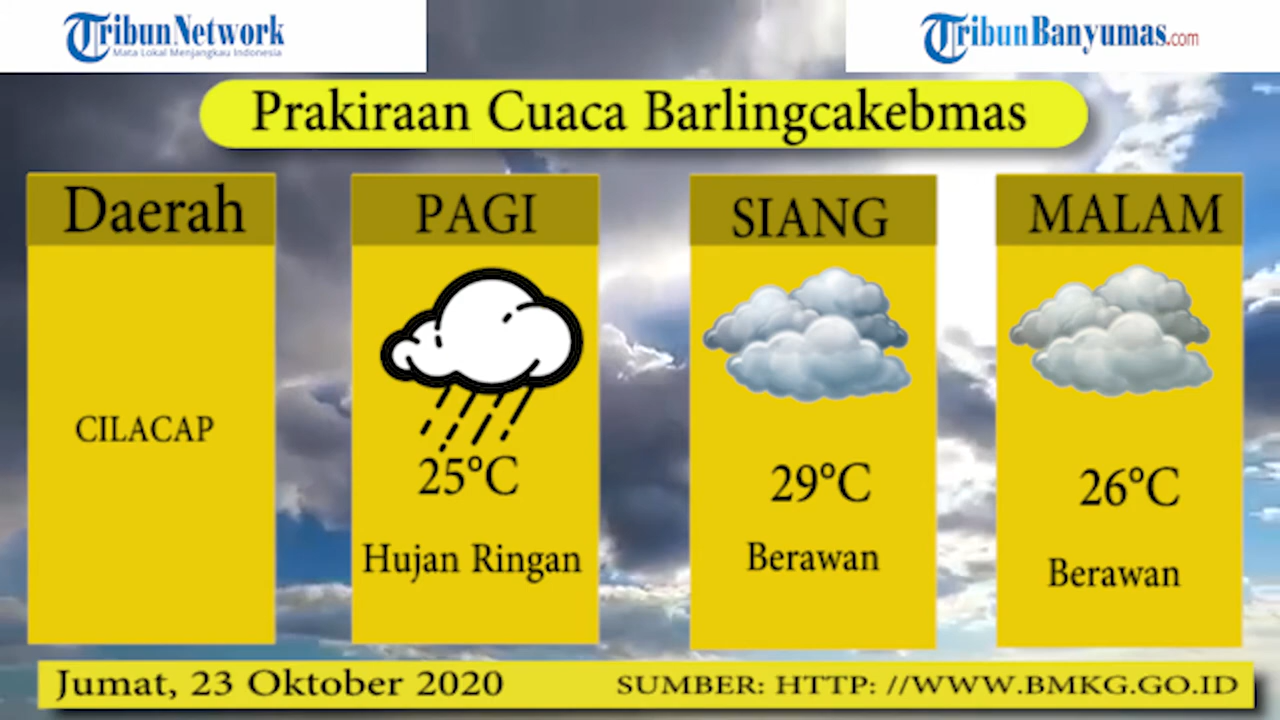 TribunNetwork
Mata Lokal Menjangkau Indonesia
TribunBanyumas.com
Prakiraan Cuaca Barlingcakebmas
Daerah
CILACAP
PAGI
25°C
Hujan Ringan
SIANG
29°C
Berawan
MALAM
26°C
Berawan
Jumat, 23 Oktober 2020
SUMBER: HTTP: //WWW.BMKG.GO.ID